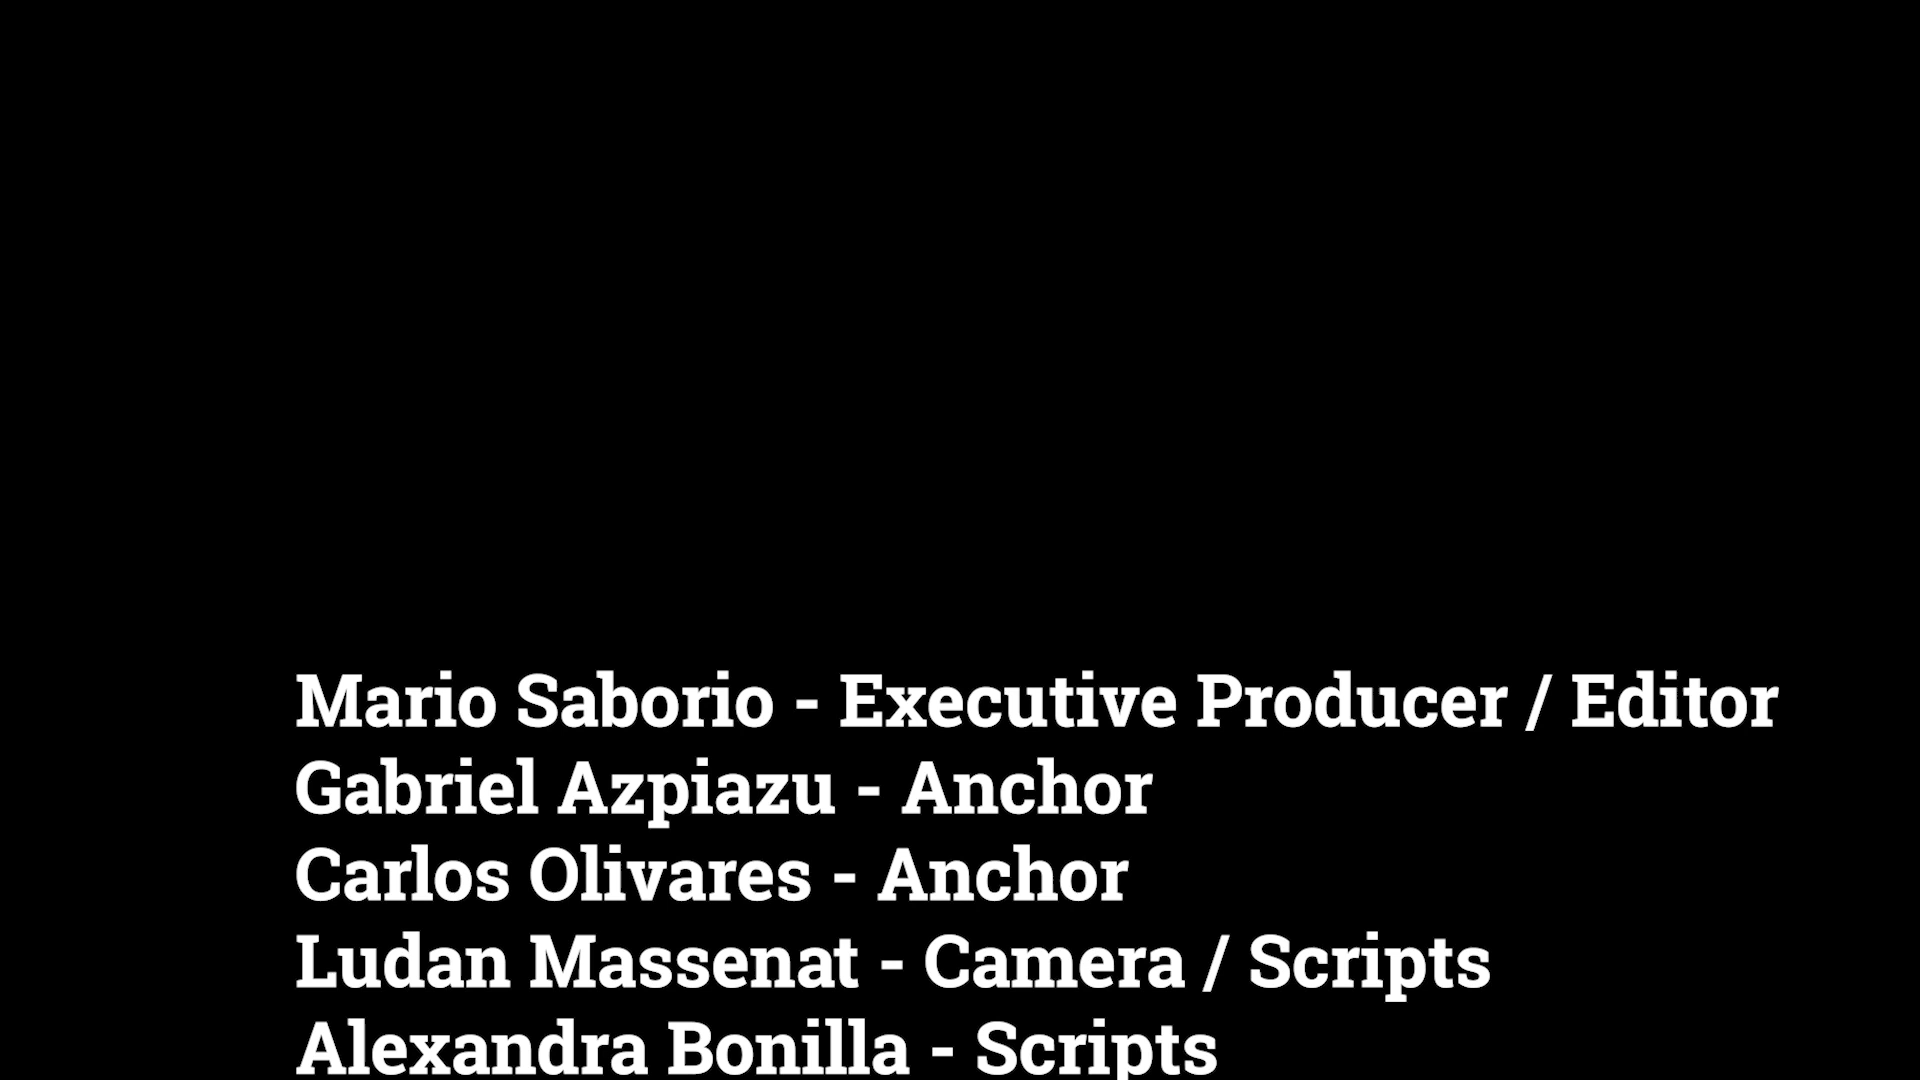 Mario Saborio - Executive Producer / Editor
Gabriel Azpiazu - Anchor
Carlos Olivares - Anchor
Ludan Massenat - Camera / Scripts
Alexandra Bonilla - Scripts